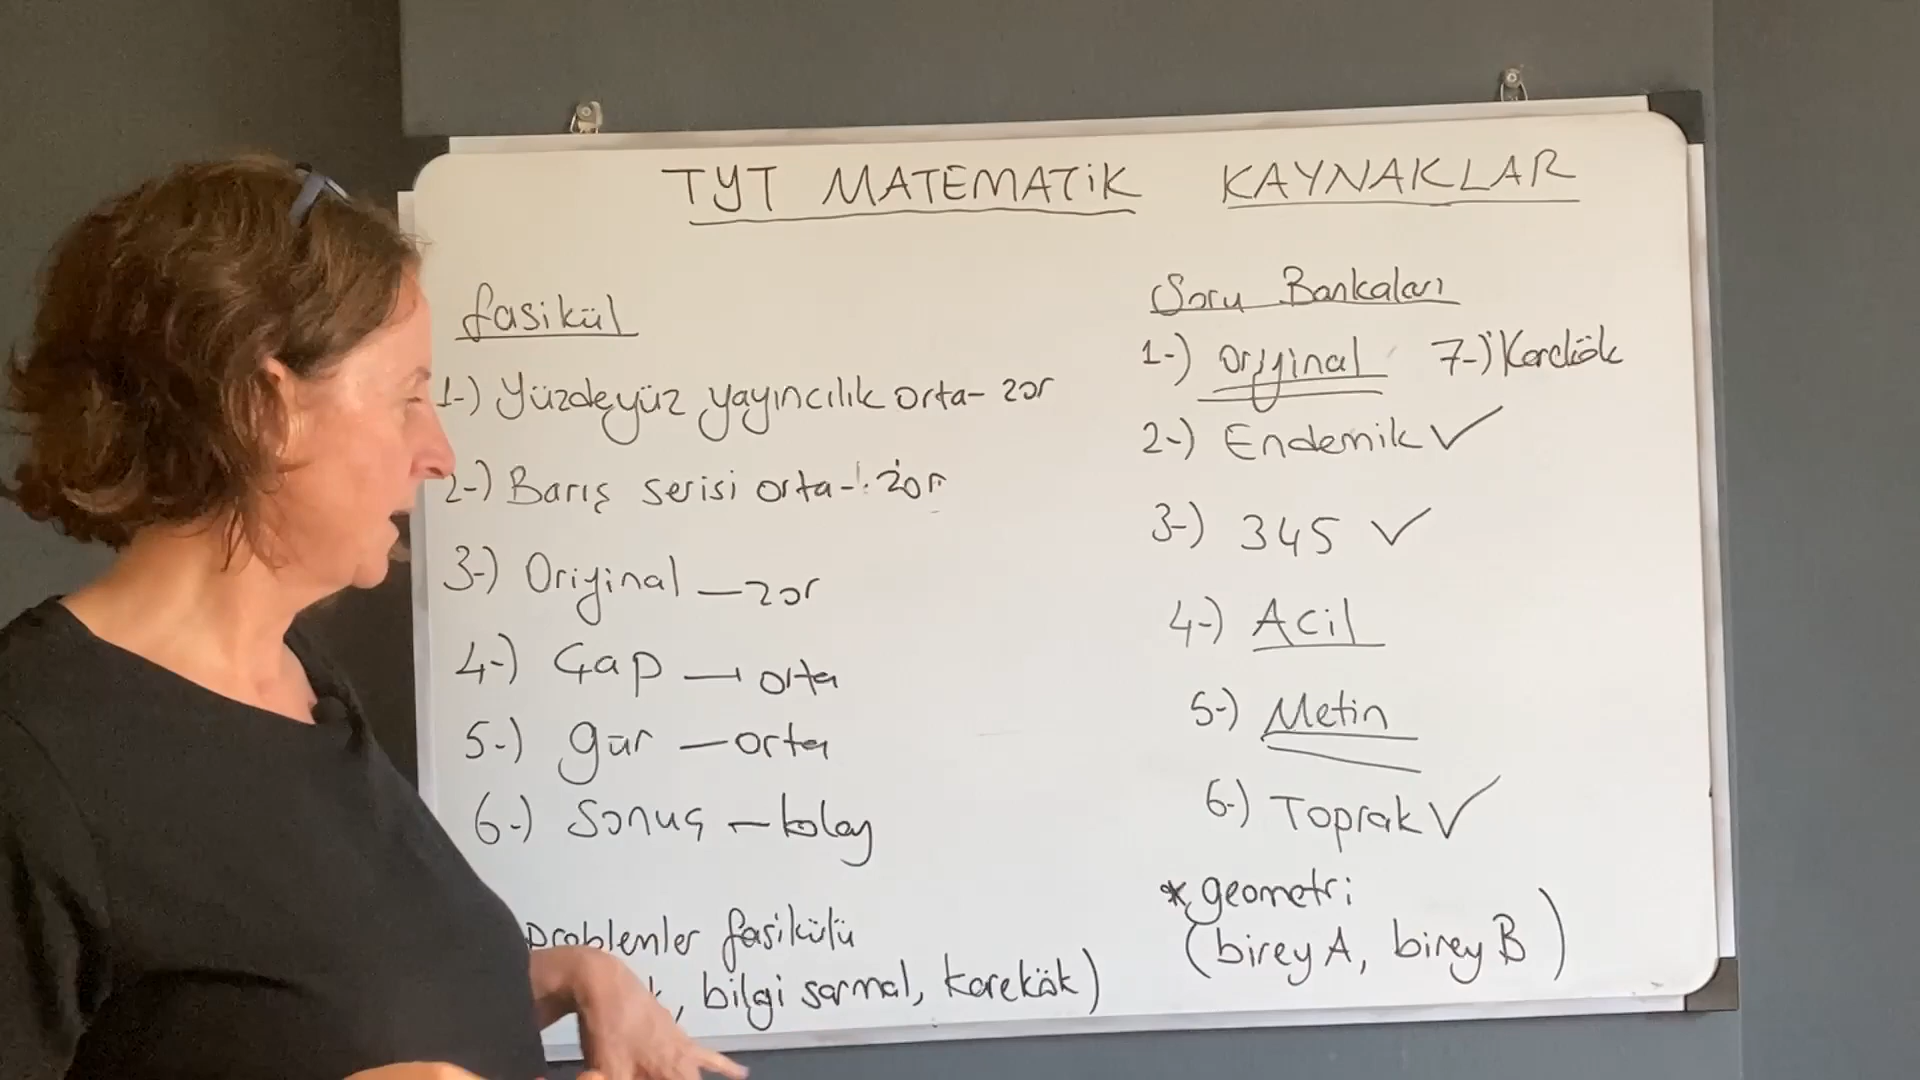 TYT MATEMATİK KAYNAKLAR
fasikül
1-) Yüzdeyüz yayıncılık orta- zor
2-) Barış serisi orta- zor
3-) Orijinal - zor
4-) Çap - orta
5-) gür - orta
6-) Sonuç - kolay
problemler fasikülü
, bilgi sarmal, karekök)
Soru Bankaları
1-) Orijinal 7-) Karekök
2-) Endemik ✓
3-) 345 ✓
4-) Acil
5-) Metin
6-) Toprak ✓
* geometri
(birey A, birey B)